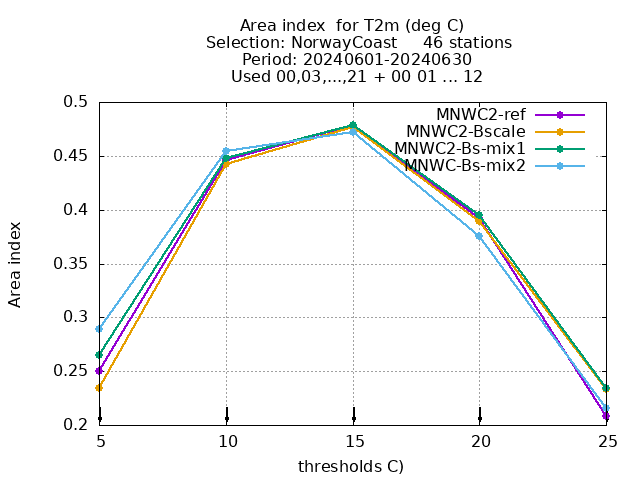 Area index  for T2m (deg C)
Selection: NorwayCoast     46 stations
Period: 20240601-20240630
Used 00,03,...,21 + 00 01 ... 12
MNWC2-ref
MNWC2-Bscale
MNWC2-Bs-mix1
MNWC-Bs-mix2
Area index
0.5
0.45
0.4
0.35
0.3
0.25
0.2
5 10 15 20 25
thresholds C)